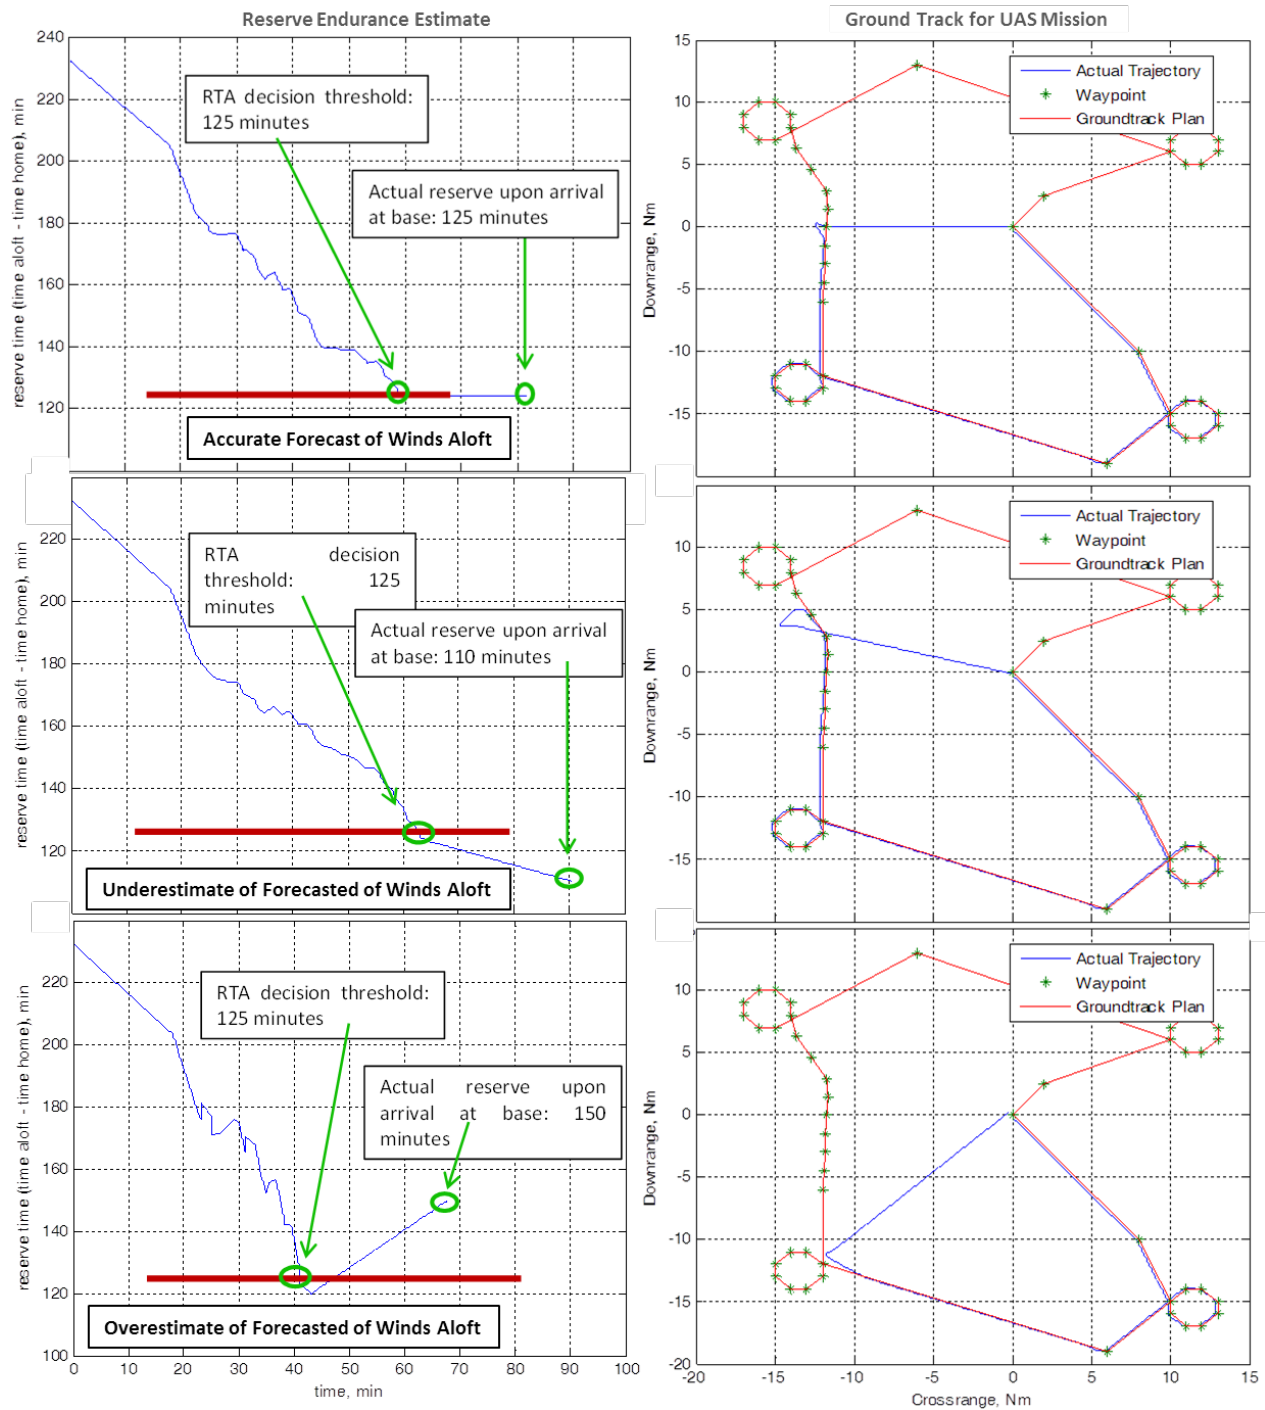 Reserve Endurance Estimate
Ground Track for UAS Mission
240
220
200
180
160
140
120
reserve time (time aloft - time home), min
RTA decision threshold:
125 minutes
Actual reserve upon arrival
at base: 125 minutes
Accurate Forecast of Winds Aloft
15
10
5
0
-5
-10
-15
Downrange, Nm
Actual Trajectory
Waypoint
Groundtrack Plan
220
200
180
160
140
120
reserve time (time aloft - time home), min
RTA decision
threshold: 125
minutes
Actual reserve upon arrival
at base: 110 minutes
Underestimate of Forecasted of Winds Aloft
10
5
0
-5
-10
-15
Downrange, Nm
Actual Trajectory
Waypoint
Groundtrack Plan
220
200
180
160
140
120
100
reserve time (time aloft - time home), min
RTA decision threshold:
125 minutes
Actual reserve upon
arrival at base: 150
minutes
Overestimate of Forecasted of Winds Aloft
0 10 20 30 40 50 60 70 80 90 100
time, min
10
5
0
-5
-10
-15
-20
Downrange, Nm
Actual Trajectory
Waypoint
Groundtrack Plan
-20 -15 -10 -5 0 5 10 15
Crossrange, Nm